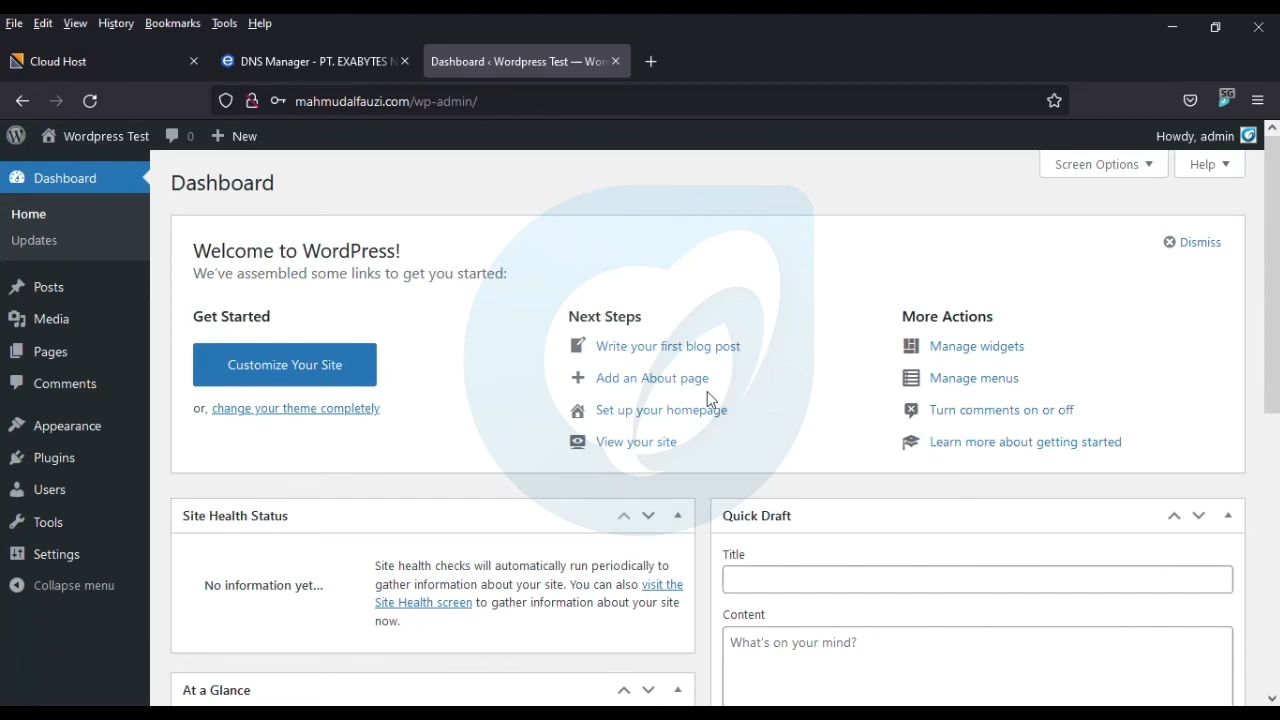 File Edit View History Bookmarks Tools Help
Cloud Host
DNS Manager - PT. EXABYTES N
Dashboard ‹ Wordpress Test — Wor
mahmudalfauzi.com/wp-admin/
SG
Wordpress Test 0 New
Howdy, admin
Dashboard
Home
Updates
Posts
Media
Pages
Comments
Appearance
Plugins
Users
Tools
Settings
Collapse menu
Screen Options
Help
Dashboard
Welcome to WordPress!
We've assembled some links to get you started:
Dismiss
Get Started
Customize Your Site
or, change your theme completely
Next Steps
Write your first blog post
Add an About page
Set up your homepage
View your site
More Actions
Manage widgets
Manage menus
Turn comments on or off
Learn more about getting started
Site Health Status
No information yet...
Site health checks will automatically run periodically to
gather information about your site. You can also visit the
Site Health screen to gather information about your site
now.
At a Glance
Quick Draft
Title
Content
What's on your mind?